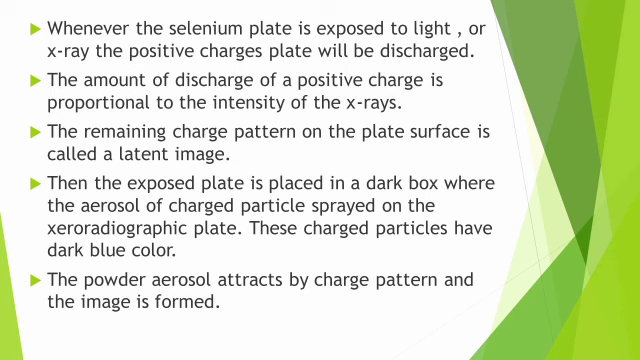 Whenever the selenium plate is exposed to light , or
x-ray the positive charges plate will be discharged.
The amount of discharge of a positive charge is
proportional to the intensity of the x-rays.
The remaining charge pattern on the plate surface is
called a latent image.
Then the exposed plate is placed in a dark box where
the aerosol of charged particle sprayed on the
xeroradiographic plate. These charged particles have
dark blue color.
The powder aerosol attracts by charge pattern and
the image is formed.